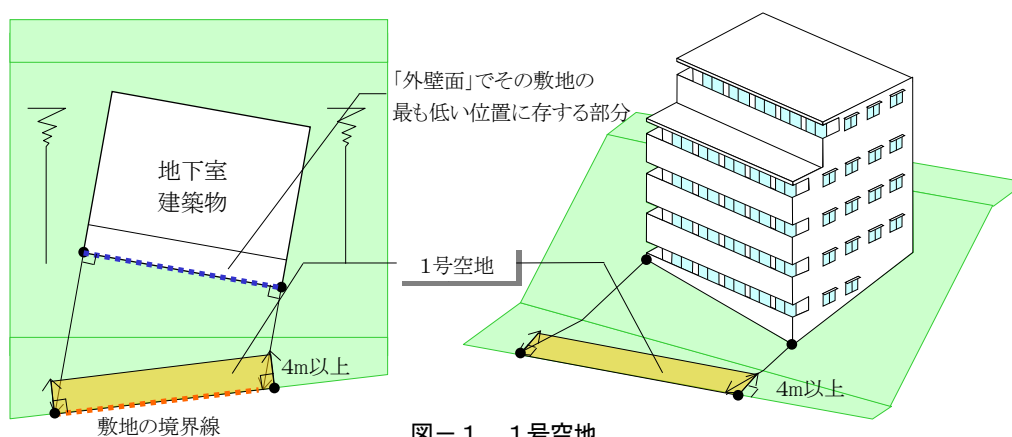 「外壁面」でその敷地の
最も低い位置に存する部分
地下室
建築物
1号空地
4m以上
4m以上
敷地の境界線
図－1　1号空地